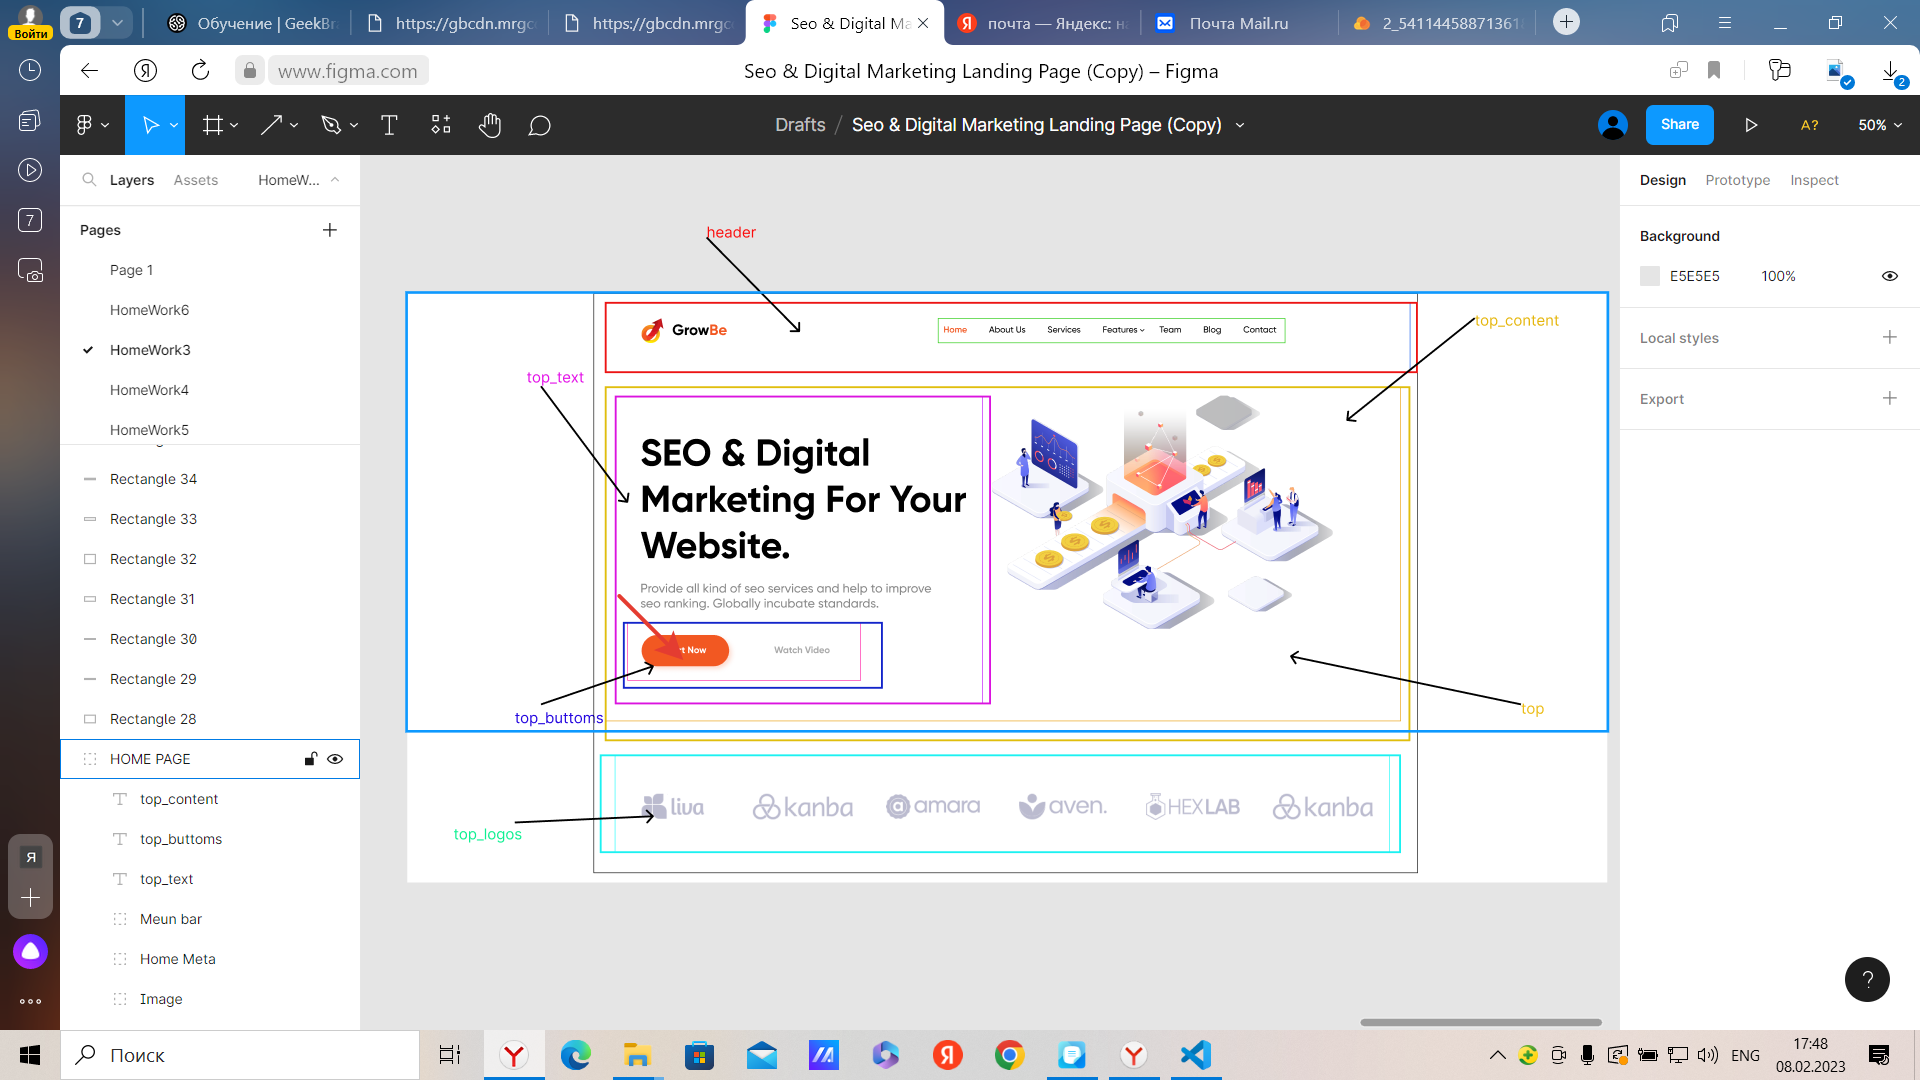 Войти
7
Обучение | GeekBr
https://gbcdn.mrgc
https://gbcdn.mrgc
Seo & Digital Ma
почта — Яндекс: на
Почта Mail.ru
2_5411445887136
www.figma.com
Seo & Digital Marketing Landing Page (Copy) – Figma
2
Drafts / Seo & Digital Marketing Landing Page (Copy)
Share
A?
50%
7
Layers
Assets
HomeW...
Pages
Page 1
HomeWork6
HomeWork3
HomeWork4
HomeWork5
Rectangle 34
Rectangle 33
Rectangle 32
Rectangle 31
Rectangle 30
Rectangle 29
Rectangle 28
HOME PAGE
top_content
top_buttoms
top_text
Meun bar
Home Meta
Image
header
GrowBe
Home
About Us
Services
Features
Team
Blog
Contact
top_content
top_text
SEO & Digital
Marketing For Your
Website.
Provide all kind of seo services and help to improve
seo ranking. Globally incubate standards.
t Now
Watch Video
top_buttoms
top
liva
kanba
amara
aven.
HEXLAB
kanba
top_logos
Design
Prototype
Inspect
Background
E5E5E5
100%
Local styles
Export
?
Я
Поиск
ENG
17:48
08.02.2023